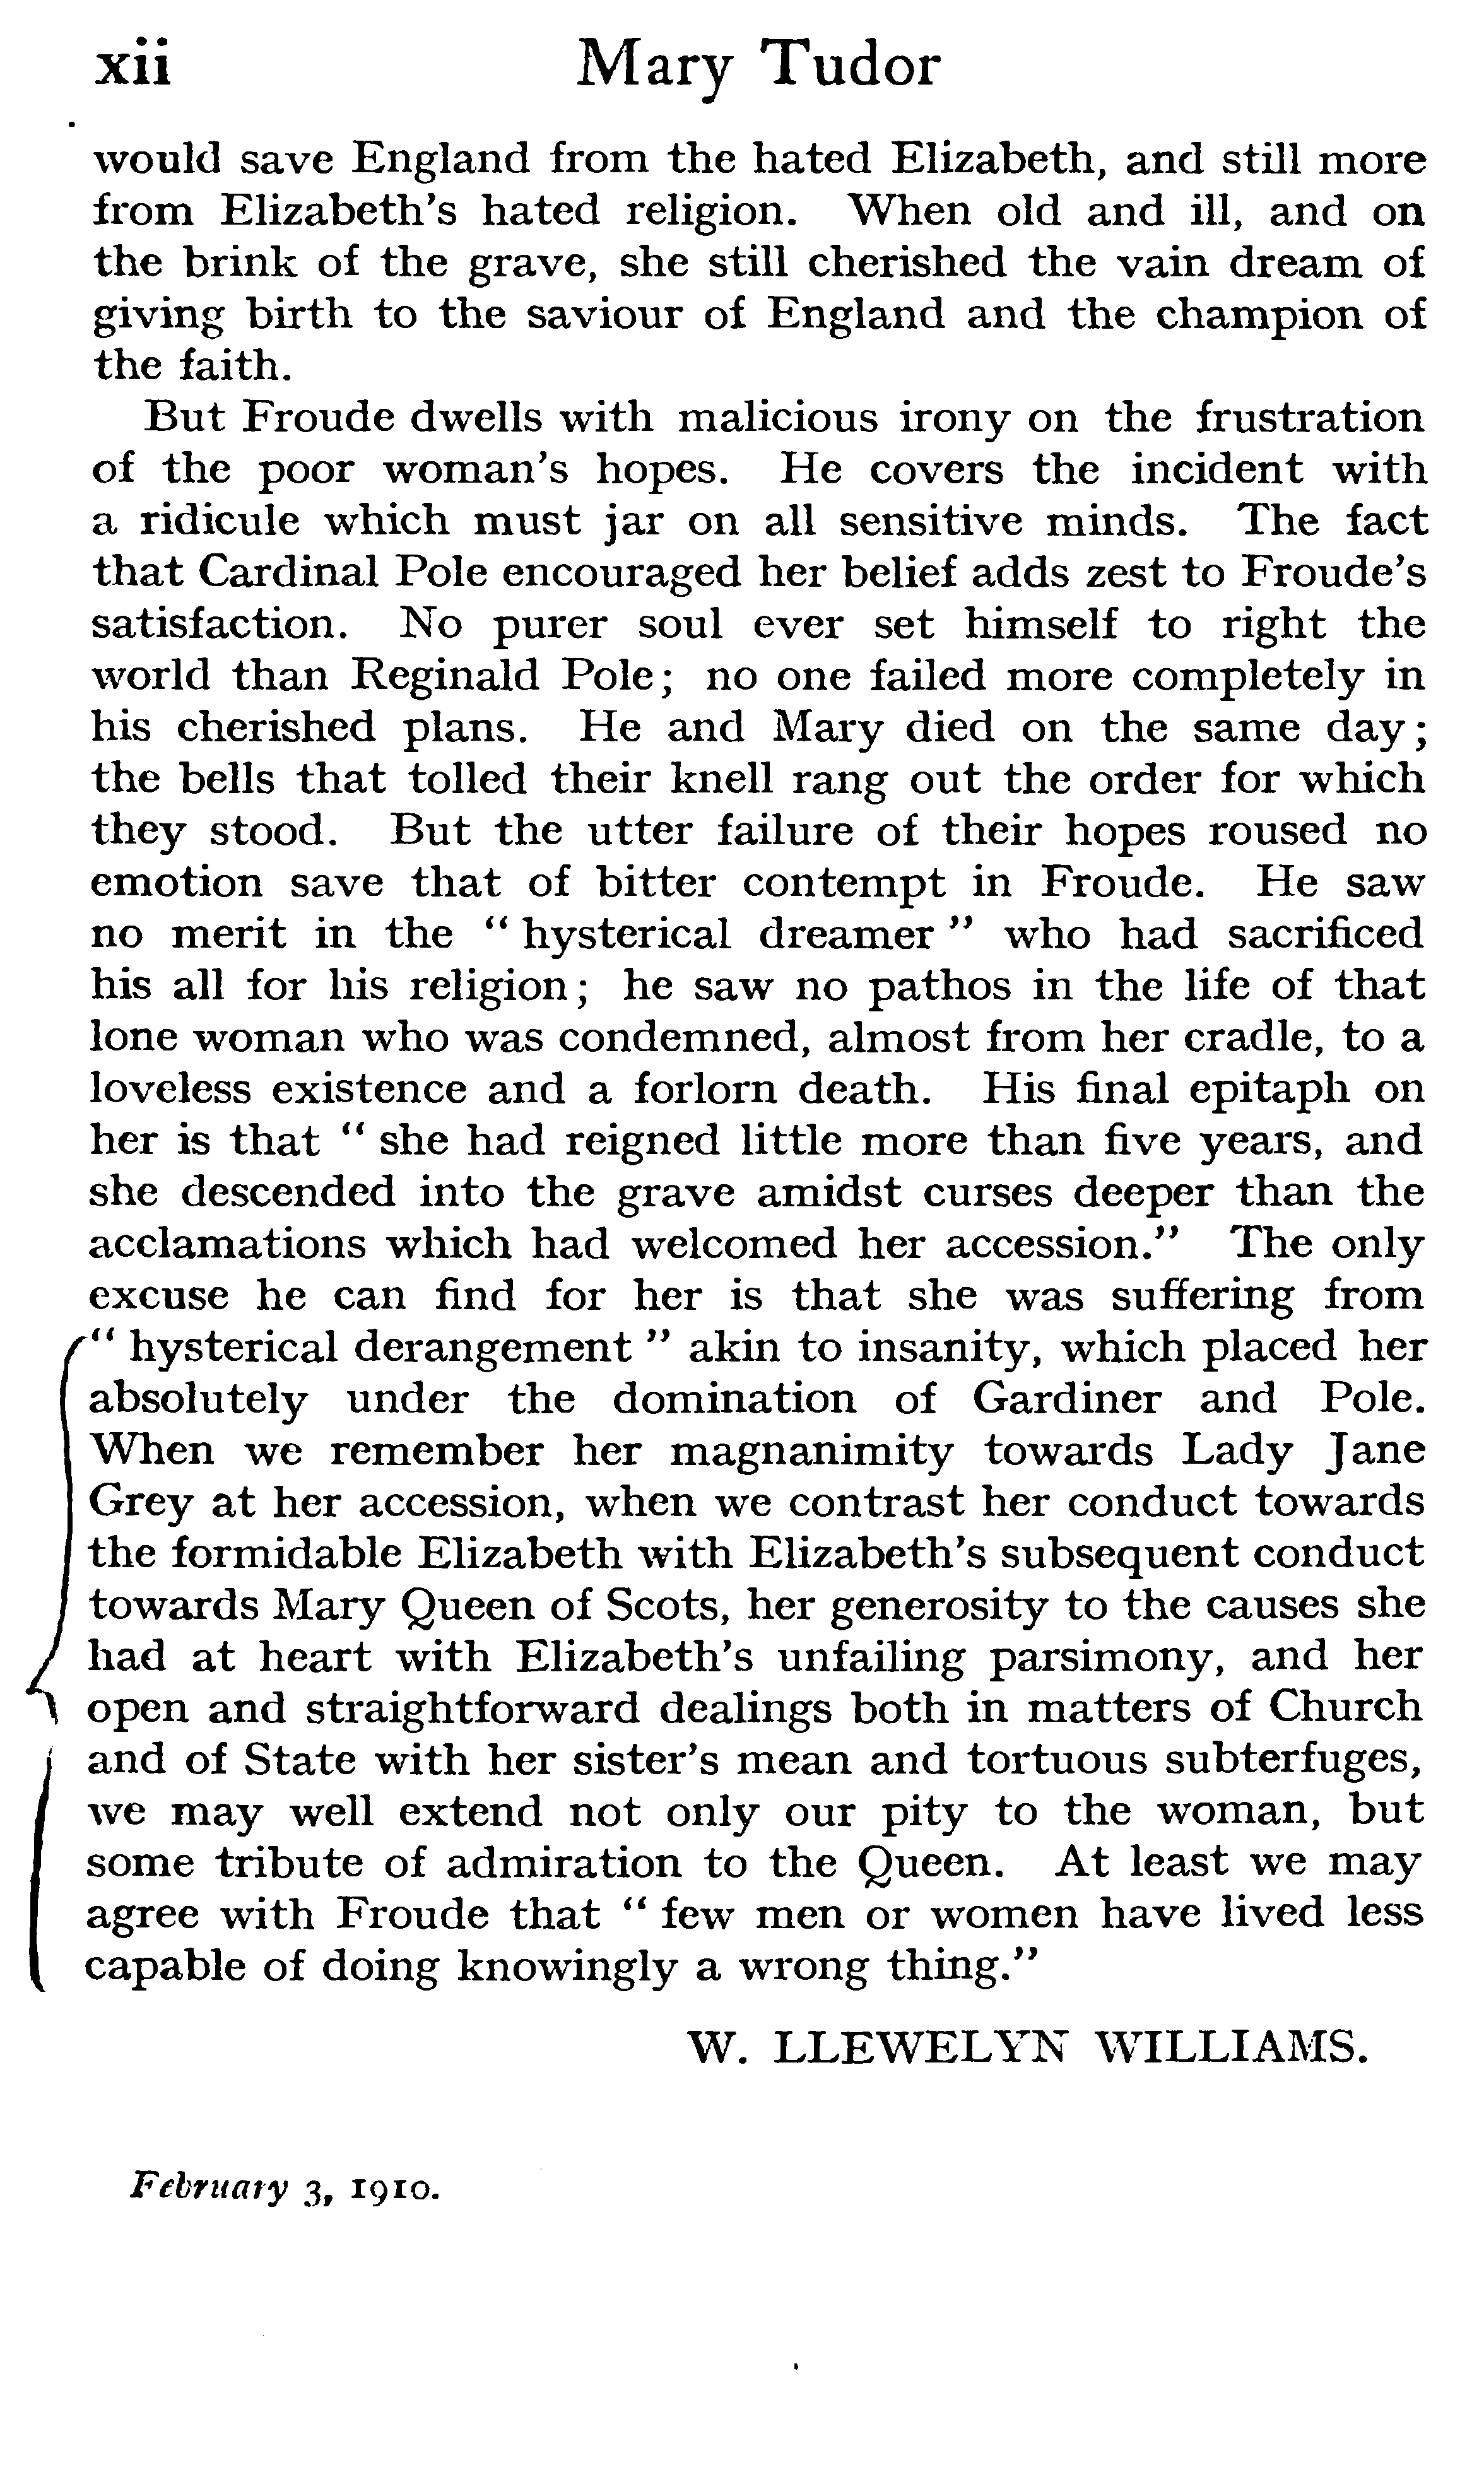 xii Mary Tudor
would save England from the hated Elizabeth, and still more
from Elizabeth's hated religion. When old and ill, and on
the brink of the grave, she still cherished the vain dream of
giving birth to the saviour of England and the champion of
the faith.
But Froude dwells with malicious irony on the frustration
of the poor woman's hopes. He covers the incident with
a ridicule which must jar on all sensitive minds. The fact
that Cardinal Pole encouraged her belief adds zest to Froude's
satisfaction. No purer soul ever set himself to right the
world than Reginald Pole; no one failed more completely in
his cherished plans. He and Mary died on the same day;
the bells that tolled their knell rang out the order for which
they stood. But the utter failure of their hopes roused no
emotion save that of bitter contempt in Froude. He saw
no merit in the "hysterical dreamer" who had sacrificed
his all for his religion; he saw no pathos in the life of that
lone woman who was condemned, almost from her cradle, to a
loveless existence and a forlorn death. His final epitaph on
her is that "she had reigned little more than five years, and
she descended into the grave amidst curses deeper than the
acclamations which had welcomed her accession." The only
excuse he can find for her is that she was suffering from
"hysterical derangement" akin to insanity, which placed her
absolutely under the domination of Gardiner and Pole.
When we remember her magnanimity towards Lady Jane
Grey at her accession, when we contrast her conduct towards
the formidable Elizabeth with Elizabeth's subsequent conduct
towards Mary Queen of Scots, her generosity to the causes she
had at heart with Elizabeth's unfailing parsimony, and her
open and straightforward dealings both in matters of Church
and of State with her sister's mean and tortuous subterfuges,
we may well extend not only our pity to the woman, but
some tribute of admiration to the Queen. At least we may
agree with Froude that "few men or women have lived less
capable of doing knowingly a wrong thing."
W. LLEWELYN WILLIAMS.
February 3, 1910.